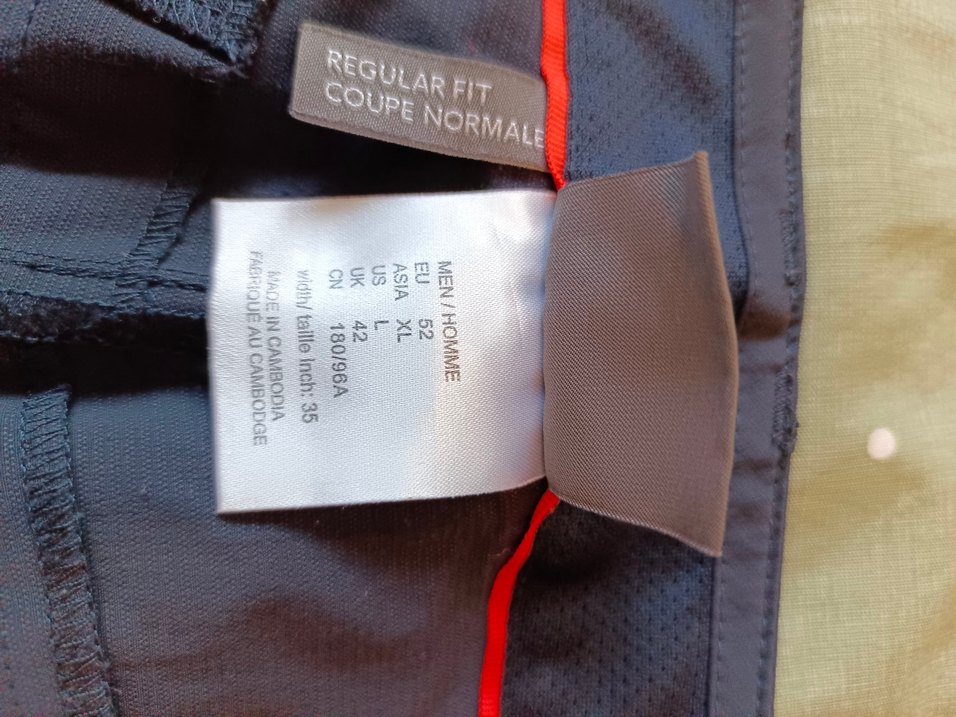 REGULAR FIT
COUPE NORMALE
MEN / HOMME
EU 52
ASIA XL
US L
UK 42
CN 180/96A
width/ taille Inch: 35
MADE IN CAMBODIA
FABRIQUÉ AU CAMBODGE